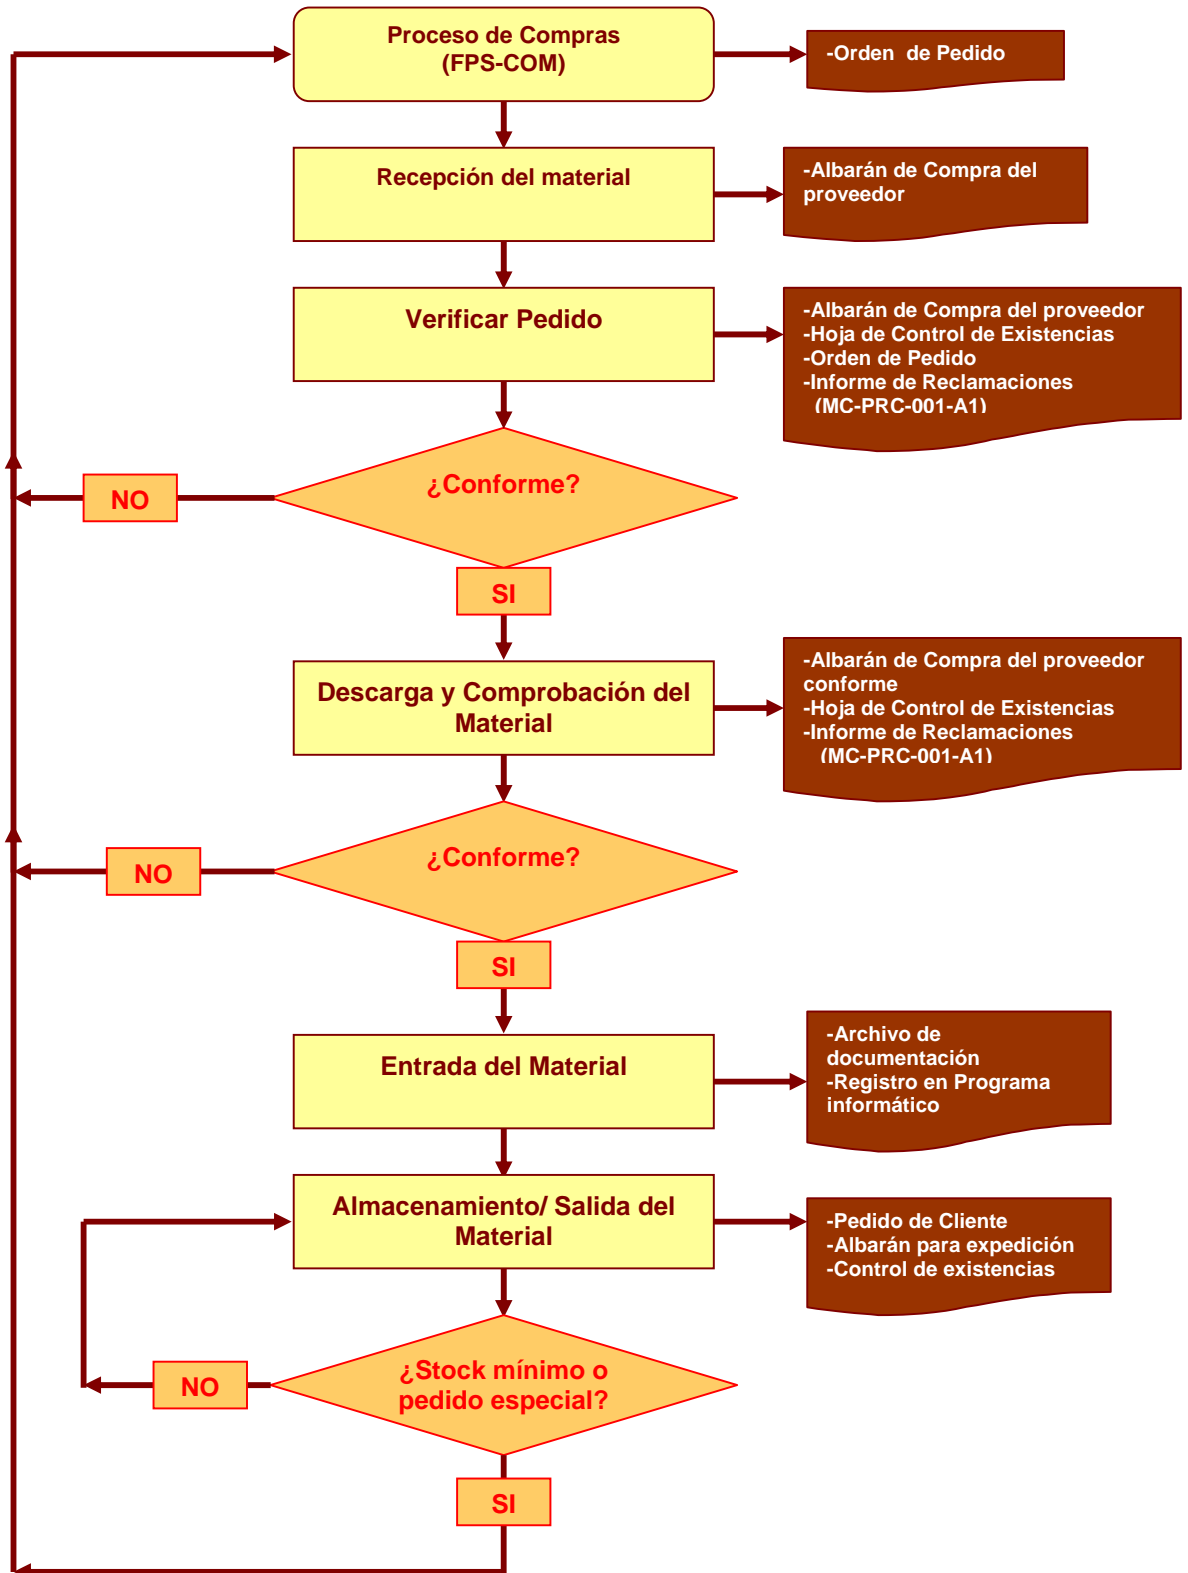 Proceso de Compras
(FPS-COM)
-Orden de Pedido
Recepción del material
-Albarán de Compra del
proveedor
Verificar Pedido
-Albarán de Compra del proveedor
-Hoja de Control de Existencias
-Orden de Pedido
-Informe de Reclamaciones
(MC-PRC-001-A1)
¿Conforme?
NO
SI
Descarga y Comprobación del
Material
-Albarán de Compra del proveedor
conforme
-Hoja de Control de Existencias
-Informe de Reclamaciones
(MC-PRC-001-A1)
¿Conforme?
NO
SI
Entrada del Material
-Archivo de
documentación
-Registro en Programa
informático
Almacenamiento/ Salida del
Material
-Pedido de Cliente
-Albarán para expedición
-Control de existencias
¿Stock mínimo o
pedido especial?
NO
SI